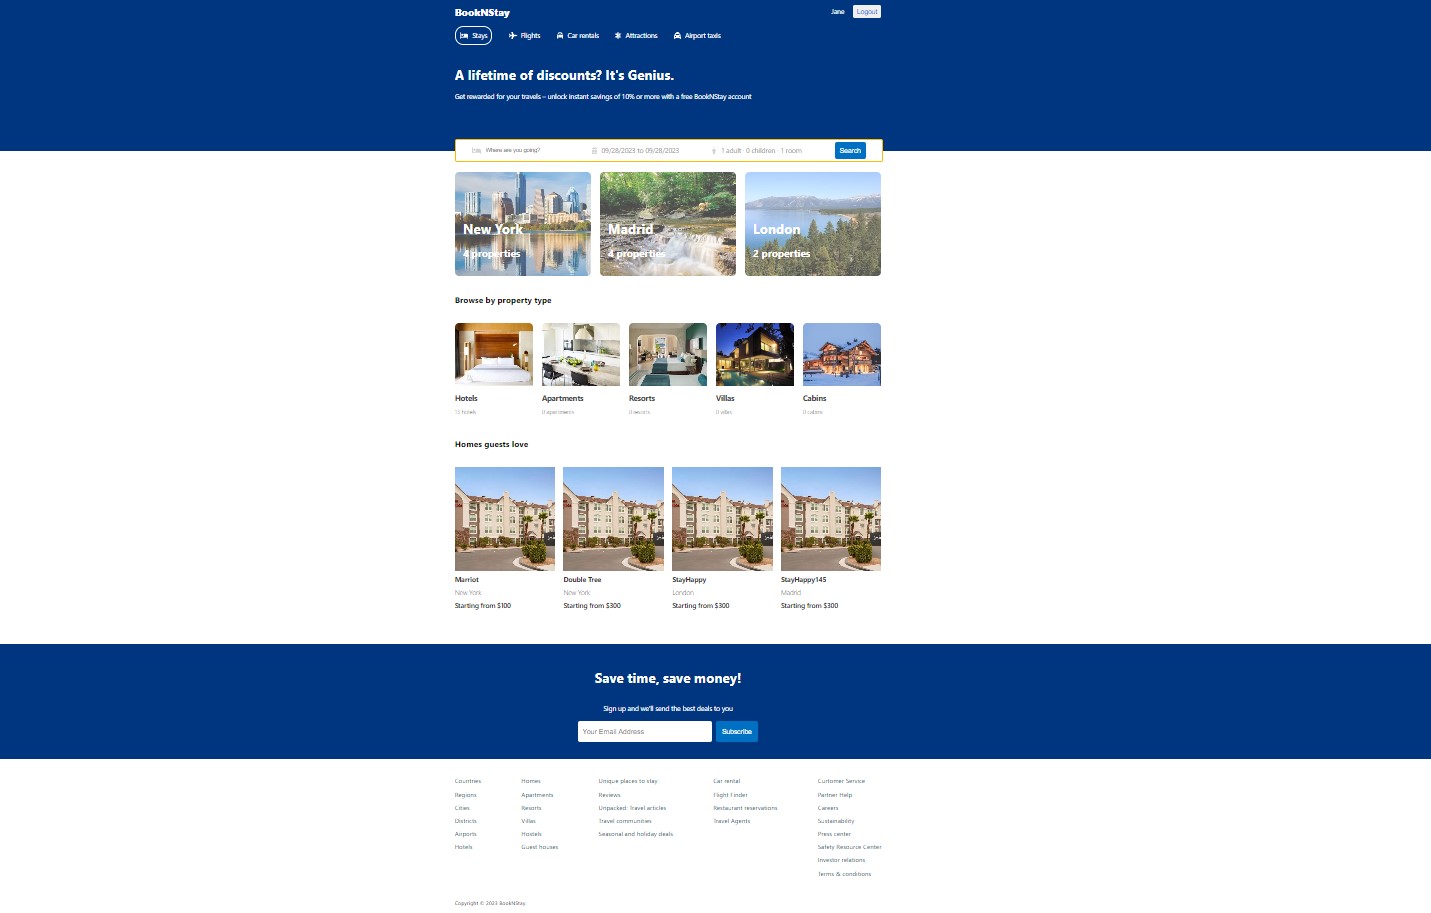 BookNStay
Jane Logout
Stays Flights Car rentals Attractions Airport taxis
A lifetime of discounts? It's Genius.
Get rewarded for your travels – unlock instant savings of 10% or more with a free BookNStay account
Where are you going? 09/28/2023 to 09/28/2023 1 adult · 0 children · 1 room Search
New York Madrid London
4 properties 4 properties 2 properties
Browse by property type
Hotels Apartments Resorts Villas Cabins
hotels 0 apartments 0 resorts 0 villas 0 cabins
Homes guests love
Marriot Double Tree StayHappy StayHappy145
New York New York London Madrid
Starting from $100 Starting from $300 Starting from $300 Starting from $300
Save time, save money!
Sign up and we'll send the best deals to you
Your Email Address Subscribe
Countries Homes Unique places to stay Car rental Curtomer Service
Regions Apartments Reviews Flight Finder Partner Help
Cities Resorts Unpacked: Travel articles Restaurant reservations Careers
Districts Villas Travel communities Travel Agents Sustainability
Airports Hostels Seasonal and holiday deals Press center
Hotels Guest houses Safety Resource Center
Investor relations
Terms & conditions
Copyright © 2023 BookNStay.